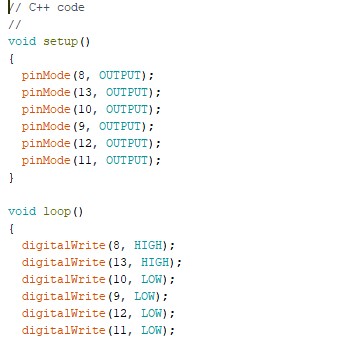 // C++ code
//
void setup()
{
  pinMode(8, OUTPUT);
  pinMode(13, OUTPUT);
  pinMode(10, OUTPUT);
  pinMode(9, OUTPUT);
  pinMode(12, OUTPUT);
  pinMode(11, OUTPUT);
}

void loop()
{
  digitalWrite(8, HIGH);
  digitalWrite(13, HIGH);
  digitalWrite(10, LOW);
  digitalWrite(9, LOW);
  digitalWrite(12, LOW);
  digitalWrite(11, LOW);